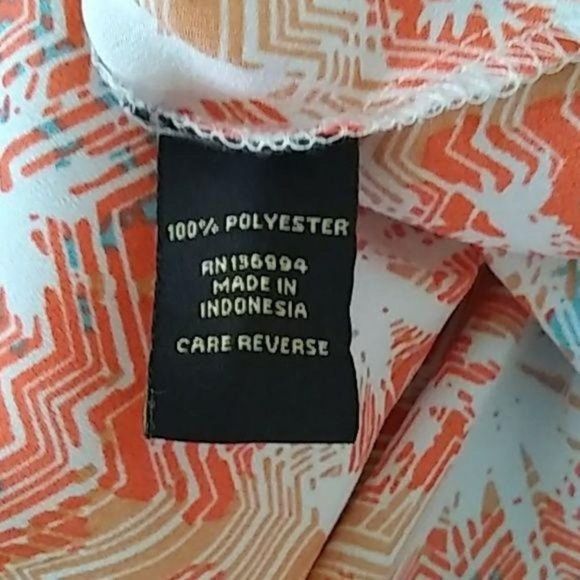 100% POLYESTER
RN136994
MADE IN
INDONESIA
CARE REVERSE